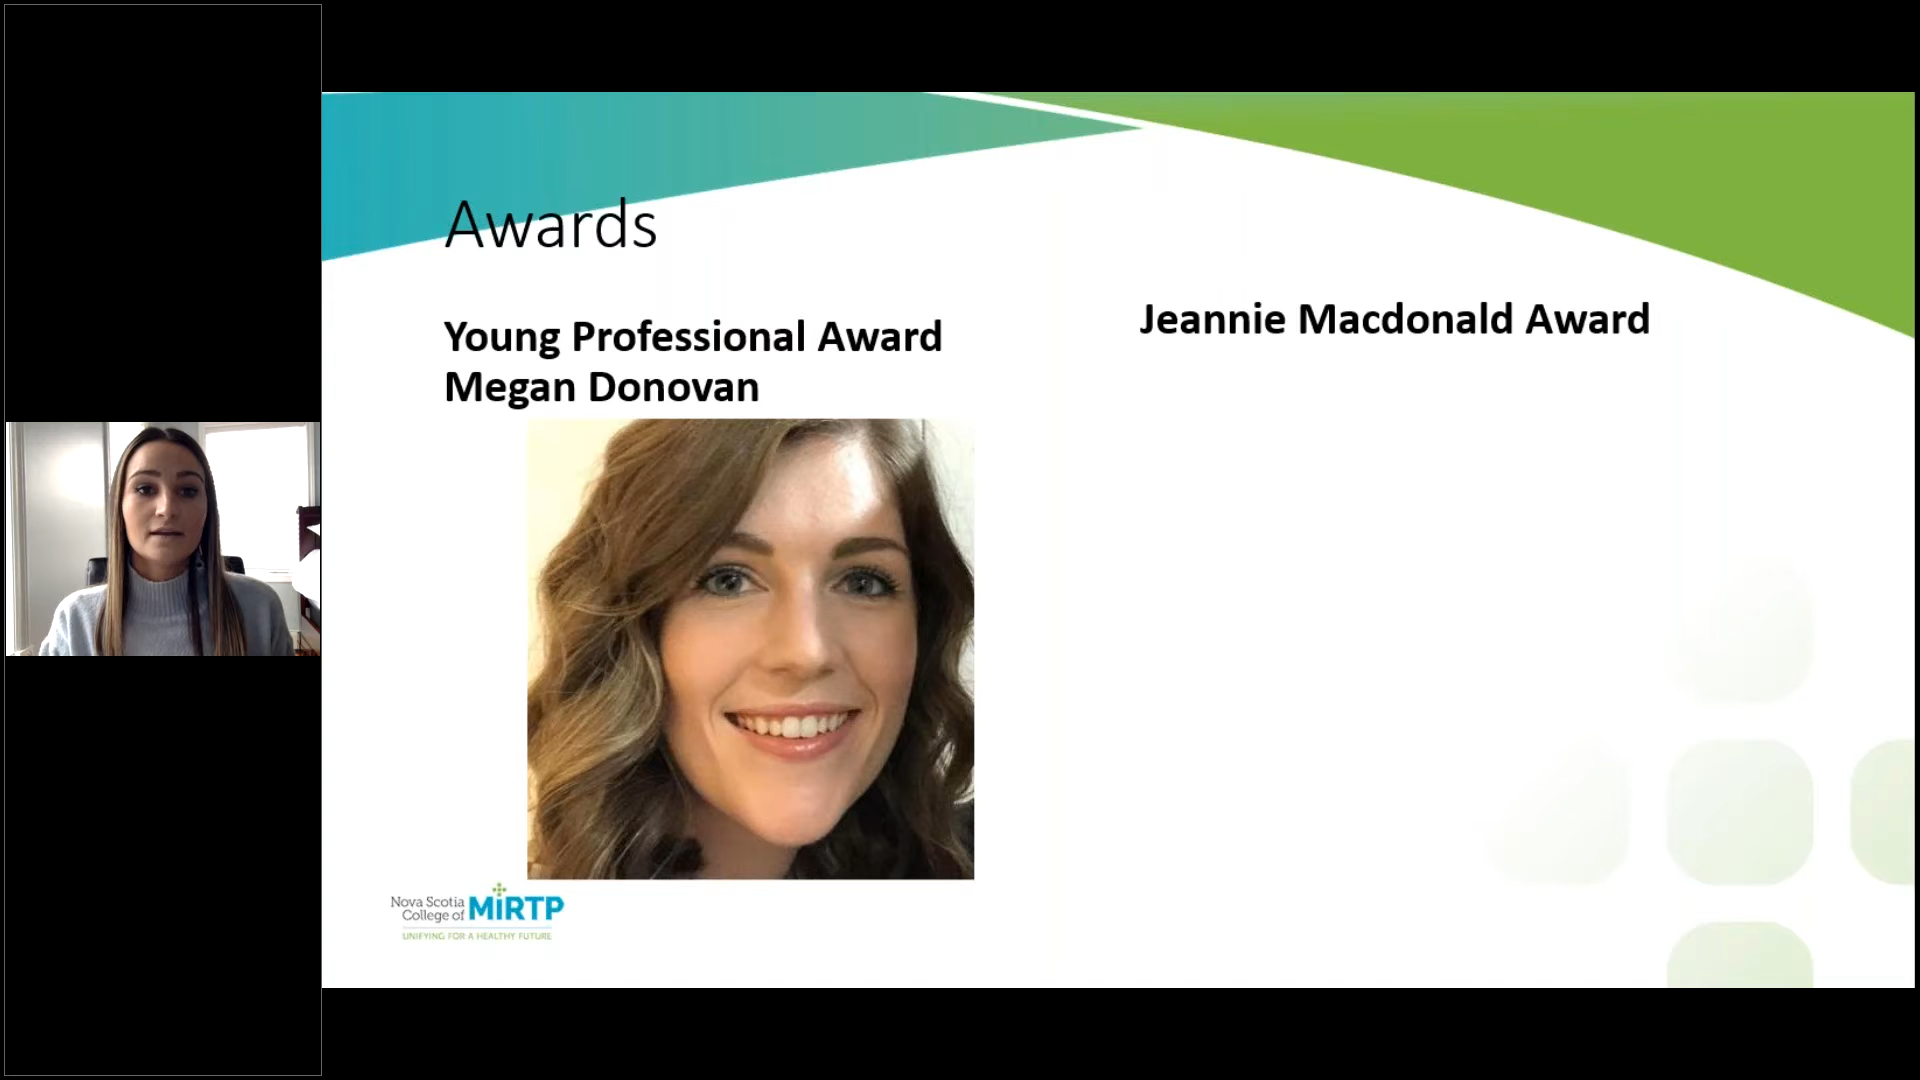 Awards
Young Professional Award
Megan Donovan
Jeannie Macdonald Award
Nova Scotia
College of MiRTP
UNIFYING FOR A HEALTHY FUTURE